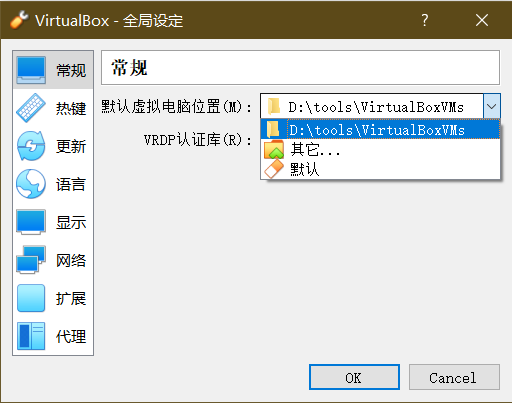 VirtualBox - 全局设定
?
常规
热键
更新
语言
显示
网络
扩展
代理
常规
默认虚拟电脑位置(M):
D:\tools\VirtualBoxVMs
D:\tools\VirtualBoxVMs
其它...
默认
VRDP认证库(R):
OK
Cancel